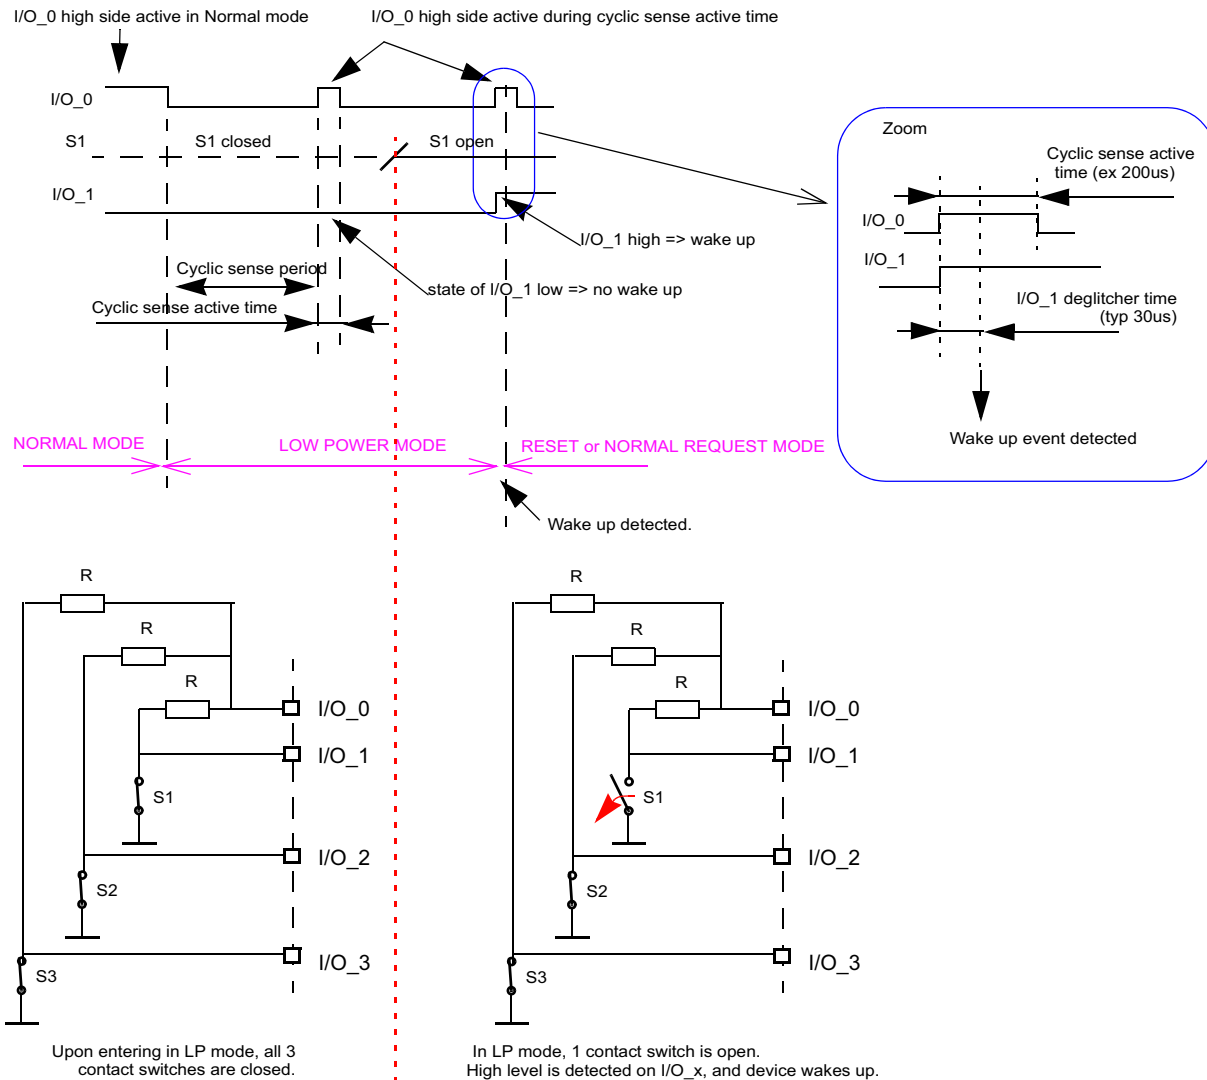 I/O_0 high side active in Normal mode
I/O_0 high side active during cyclic sense active time
I/O_0
S1
S1 closed
S1 open
I/O_1
I/O_1 high => wake up
Cyclic sense period
state of I/O_1 low => no wake up
Cyclic sense active time
Zoom
Cyclic sense active
time (ex 200us)
I/O_0
I/O_1
I/O_1 deglitcher time
(typ 30us)
Wake up event detected
NORMAL MODE
LOW POWER MODE
RESET or NORMAL REQUEST MODE
Wake up detected.
R
R
R
I/O_0
I/O_1
S1
I/O_2
S2
I/O_3
S3
Upon entering in LP mode, all 3
contact switches are closed.
R
R
R
I/O_0
I/O_1
S1
I/O_2
S2
I/O_3
S3
In LP mode, 1 contact switch is open.
High level is detected on I/O_x, and device wakes up.